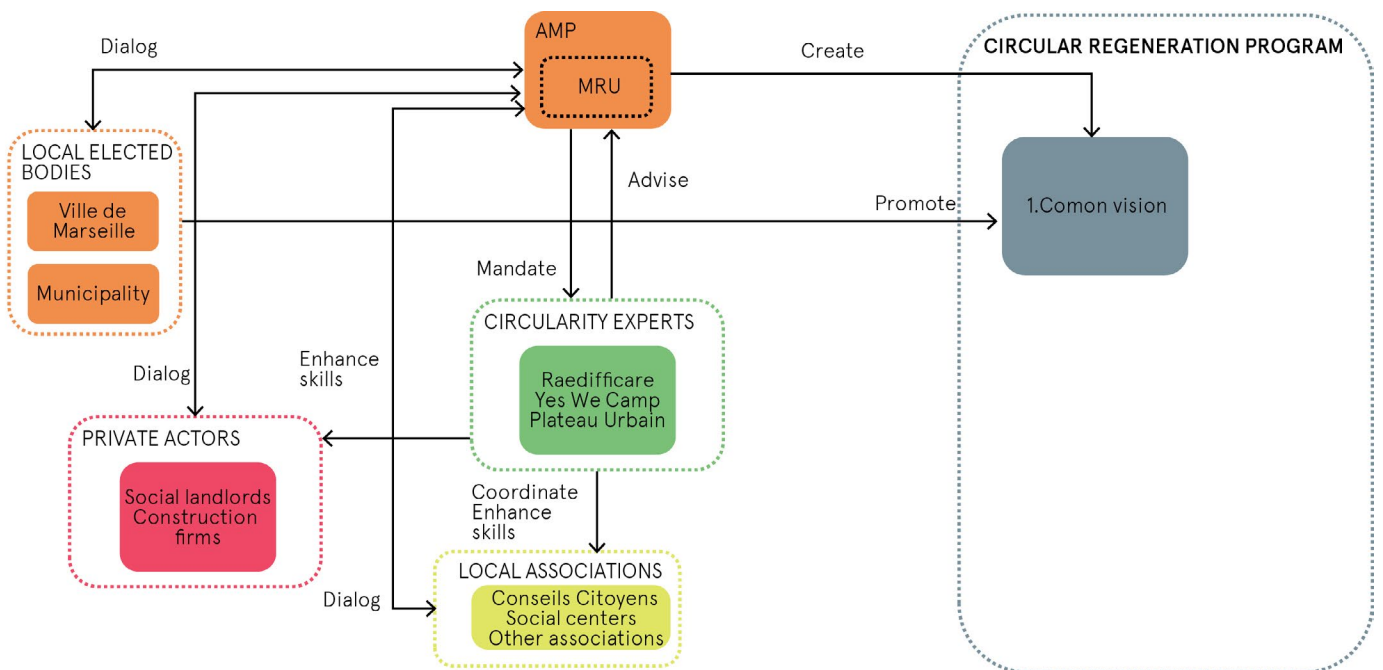 Dialog
AMP
MRU
Create
CIRCULAR REGENERATION PROGRAM
LOCAL ELECTED
BODIES
Ville de
Marseille
Municipality
Advise
Promote
1.Comon vision
Mandate
CIRCULARITY EXPERTS
Raedifficare
Yes We Camp
Plateau Urbain
Dialog
Enhance
skills
PRIVATE ACTORS
Social landlords
Construction
firms
Coordinate
Enhance
skills
LOCAL ASSOCIATIONS
Conseils Citoyens
Social centers
Other associations
Dialog